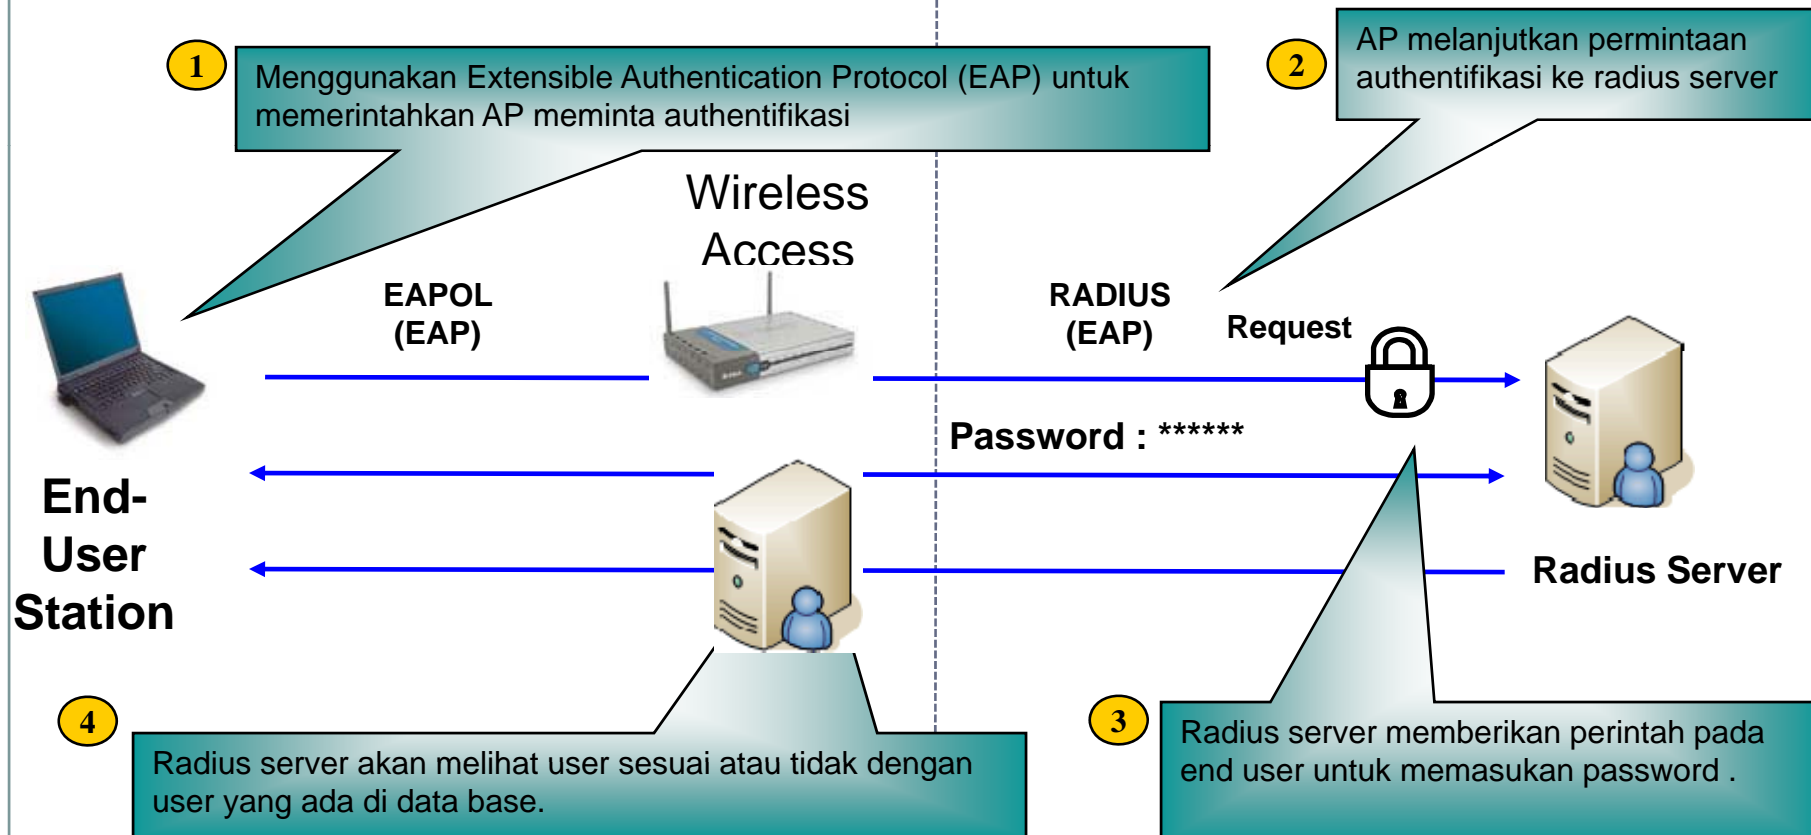 1
Menggunakan Extensible Authentication Protocol (EAP) untuk
memerintahkan AP meminta authentifikasi
2
AP melanjutkan permintaan
authentifikasi ke radius server
Wireless
Access
EAPOL
(EAP)
RADIUS
(EAP)
Request
Password : ******
End-
User
Station
Radius Server
4
Radius server akan melihat user sesuai atau tidak dengan
user yang ada di data base.
3
Radius server memberikan perintah pada
end user untuk memasukan password .